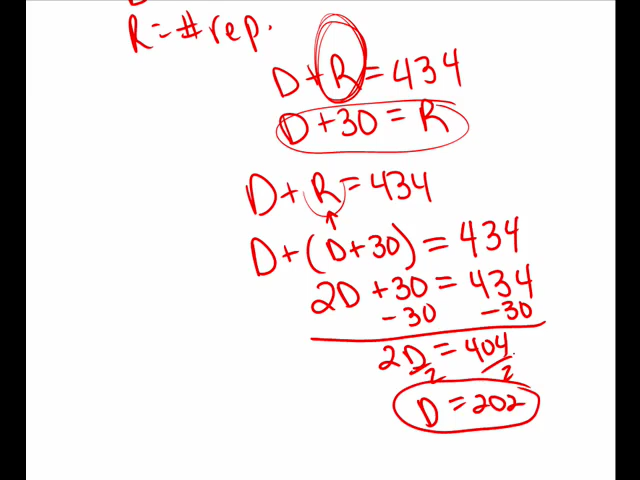 R = # rep.
D + R = 434
D + 30 = R
D + R = 434
D + (D + 30) = 434
2D + 30 = 434
- 30 - 30
2D/2 = 404/2
D = 202